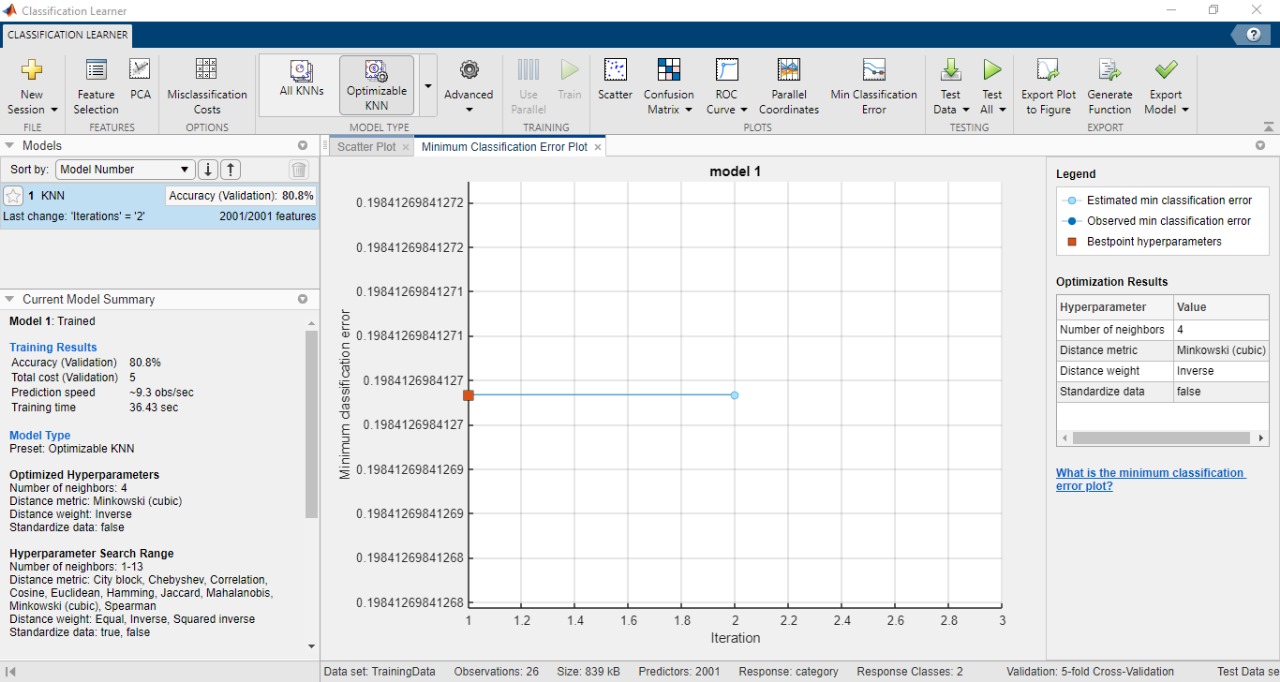 Classification Learner
CLASSIFICATION LEARNER
?
New Session
Feature Selection
PCA
Misclassification Costs
All KNNs
Optimizable KNN
Advanced
Use Parallel
Train
Scatter
Confusion Matrix
ROC Curve
Parallel Coordinates
Min Classification Error
Test Data
Test All
Export Plot to Figure
Generate Function
Export Model
FILE
FEATURES
OPTIONS
MODEL TYPE
TRAINING
PLOTS
TESTING
EXPORT
Models
Sort by: Model Number
1 KNN Accuracy (Validation): 80.8%
Last change: 'Iterations' = '2' 2001/2001 features
Current Model Summary
Model 1: Trained
Training Results
Accuracy (Validation) 80.8%
Total cost (Validation) 5
Prediction speed ~9.3 obs/sec
Training time 36.43 sec
Model Type
Preset: Optimizable KNN
Optimized Hyperparameters
Number of neighbors: 4
Distance metric: Minkowski (cubic)
Distance weight: Inverse
Standardize data: false
Hyperparameter Search Range
Number of neighbors: 1-13
Distance metric: City block, Chebyshev, Correlation,
Cosine, Euclidean, Hamming, Jaccard, Mahalanobis,
Minkowski (cubic), Spearman
Distance weight: Equal, Inverse, Squared inverse
Standardize data: true, false
Scatter Plot
Minimum Classification Error Plot
model 1
0.19841269841272
0.19841269841272
0.19841269841271
0.19841269841271
0.1984126984127
0.1984126984127
0.19841269841269
0.19841269841269
0.19841269841268
0.19841269841268
Minimum classification error
1 1.2 1.4 1.6 1.8 2 2.2 2.4 2.6 2.8 3
Iteration
Legend
Estimated min classification error
Observed min classification error
Bestpoint hyperparameters
Optimization Results
Hyperparameter Value
Number of neighbors 4
Distance metric Minkowski (cubic)
Distance weight Inverse
Standardize data false
What is the minimum classification
error plot?
Data set: TrainingData Observations: 26 Size: 839 kB Predictors: 2001 Response: category Response Classes: 2 Validation: 5-fold Cross-Validation Test Data se